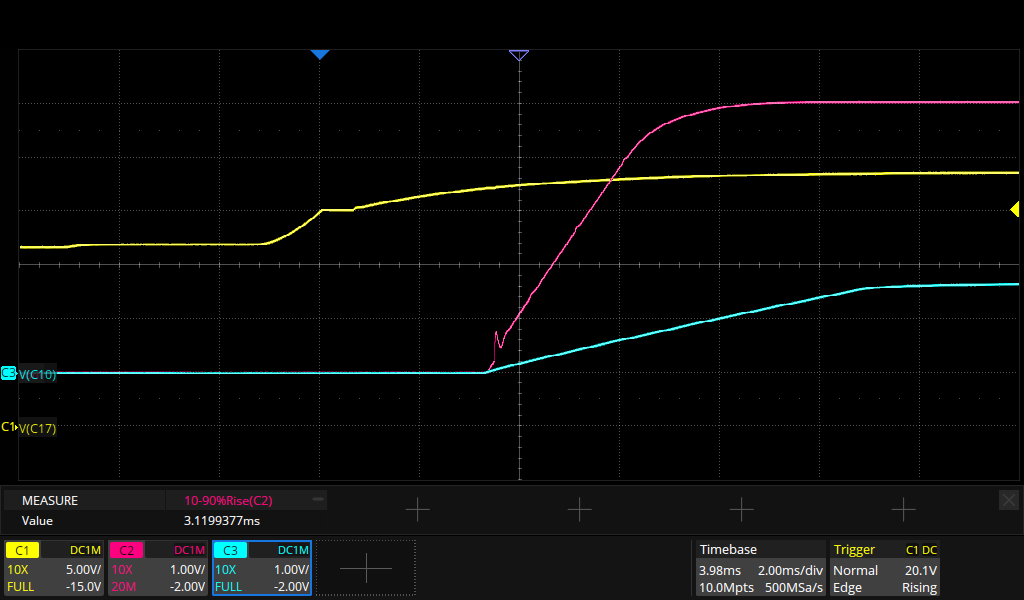 C3 V(C10)
C1 V(C17)
MEASURE 10-90%Rise(C2)
Value 3.1199377ms
C1 DC1M C2 DC1M C3 DC1M Timebase Trigger C1 DC
10X 5.00V/ 10X 1.00V/ 10X 1.00V/ 3.98ms 2.00ms/div Normal 20.1V
FULL -15.0V 20M -2.00V FULL -2.00V 10.0Mpts 500MSa/s Edge Rising